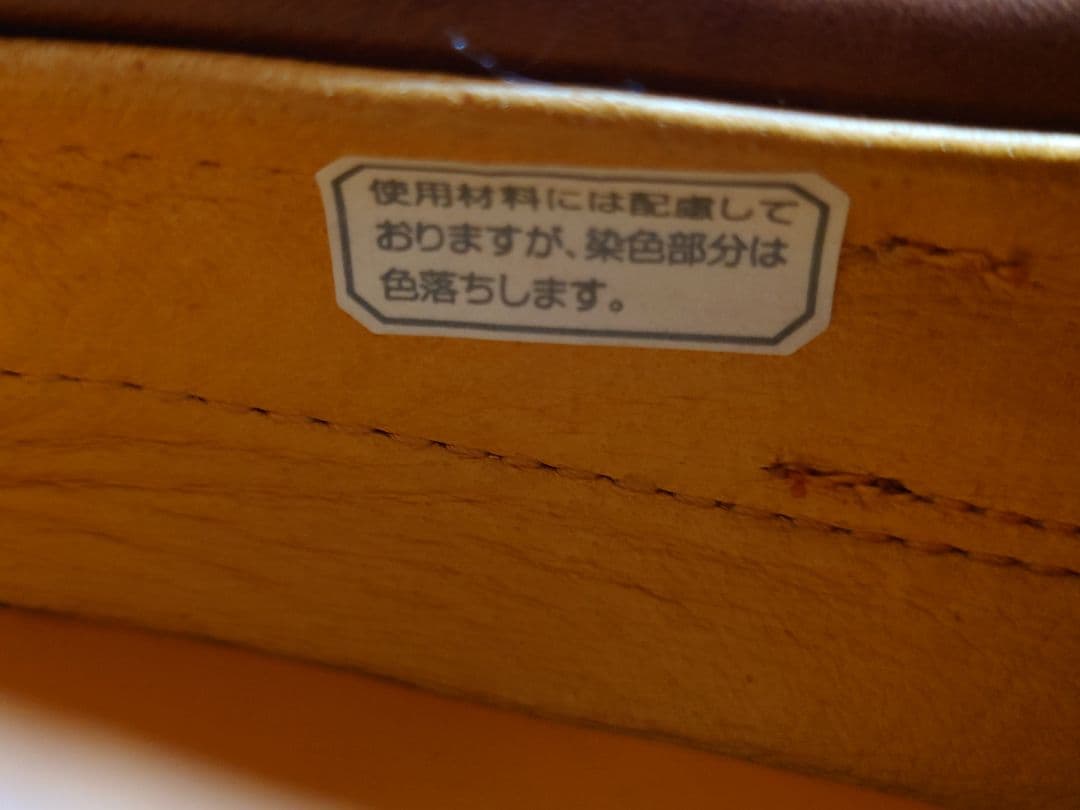 使用材料には配慮して
おりますが、染色部分は
色落ちします。